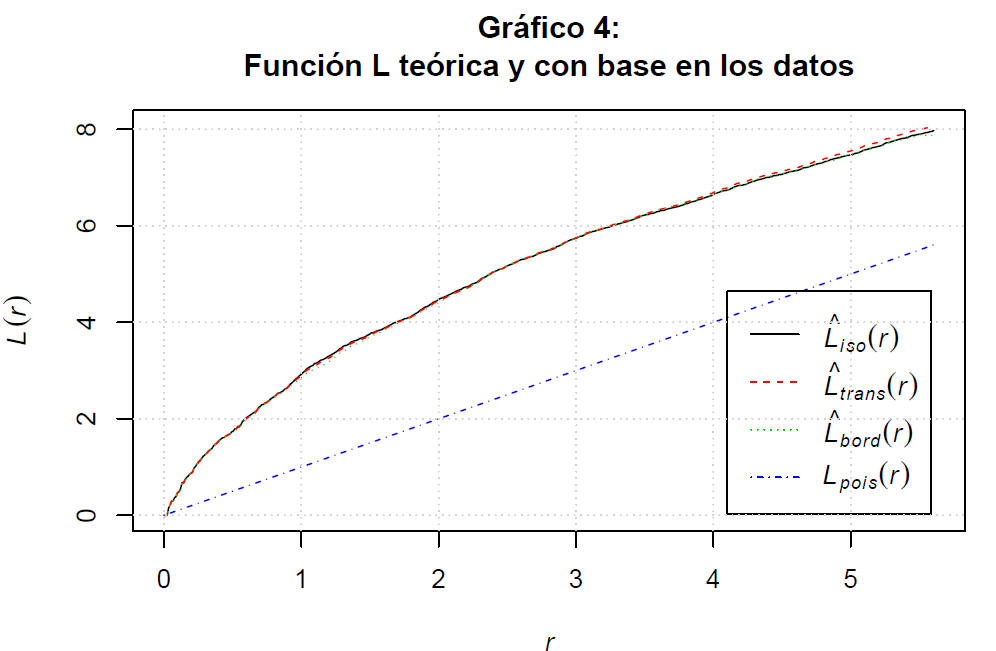 Gráfico 4:
Función L teórica y con base en los datos
L(r)
8
6
4
2
0
L̂iso(r)
L̂trans(r)
L̂bord(r)
Lpois(r)
0 1 2 3 4 5
r